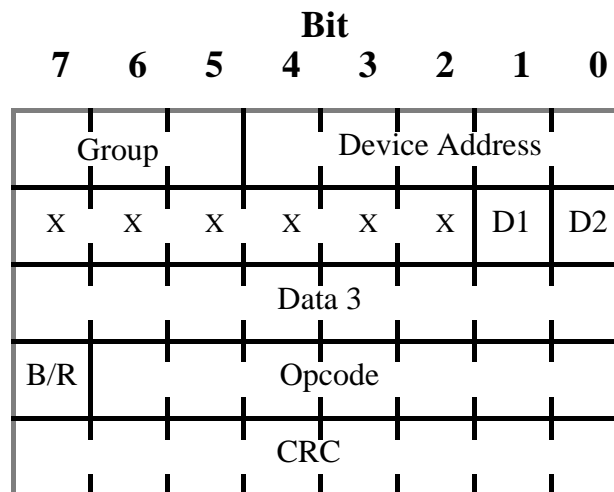 Bit
7 6 5 4 3 2 1 0
Group Device Address
X X X X X X D1 D2
Data 3
B/R Opcode
CRC